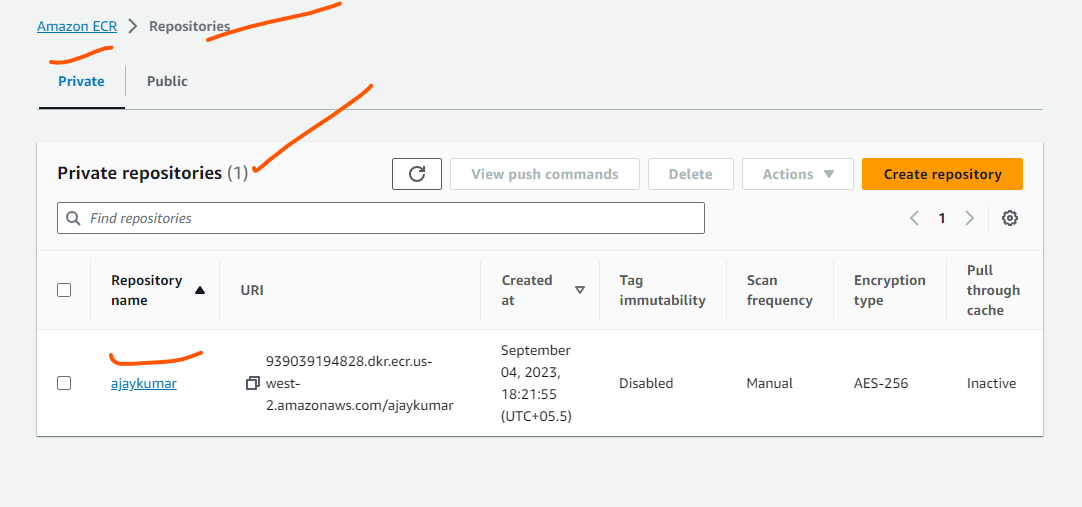 Amazon ECR > Repositories
Private Public
Private repositories (1) View push commands Delete Actions Create repository
Find repositories 1
Repository name URI Created at Tag immutability Scan frequency Encryption type Pull through cache
ajaykumar
939039194828.dkr.ecr.us-
west-
2.amazonaws.com/ajaykumar
September
04, 2023,
18:21:55
(UTC+05.5)
Disabled Manual AES-256 Inactive